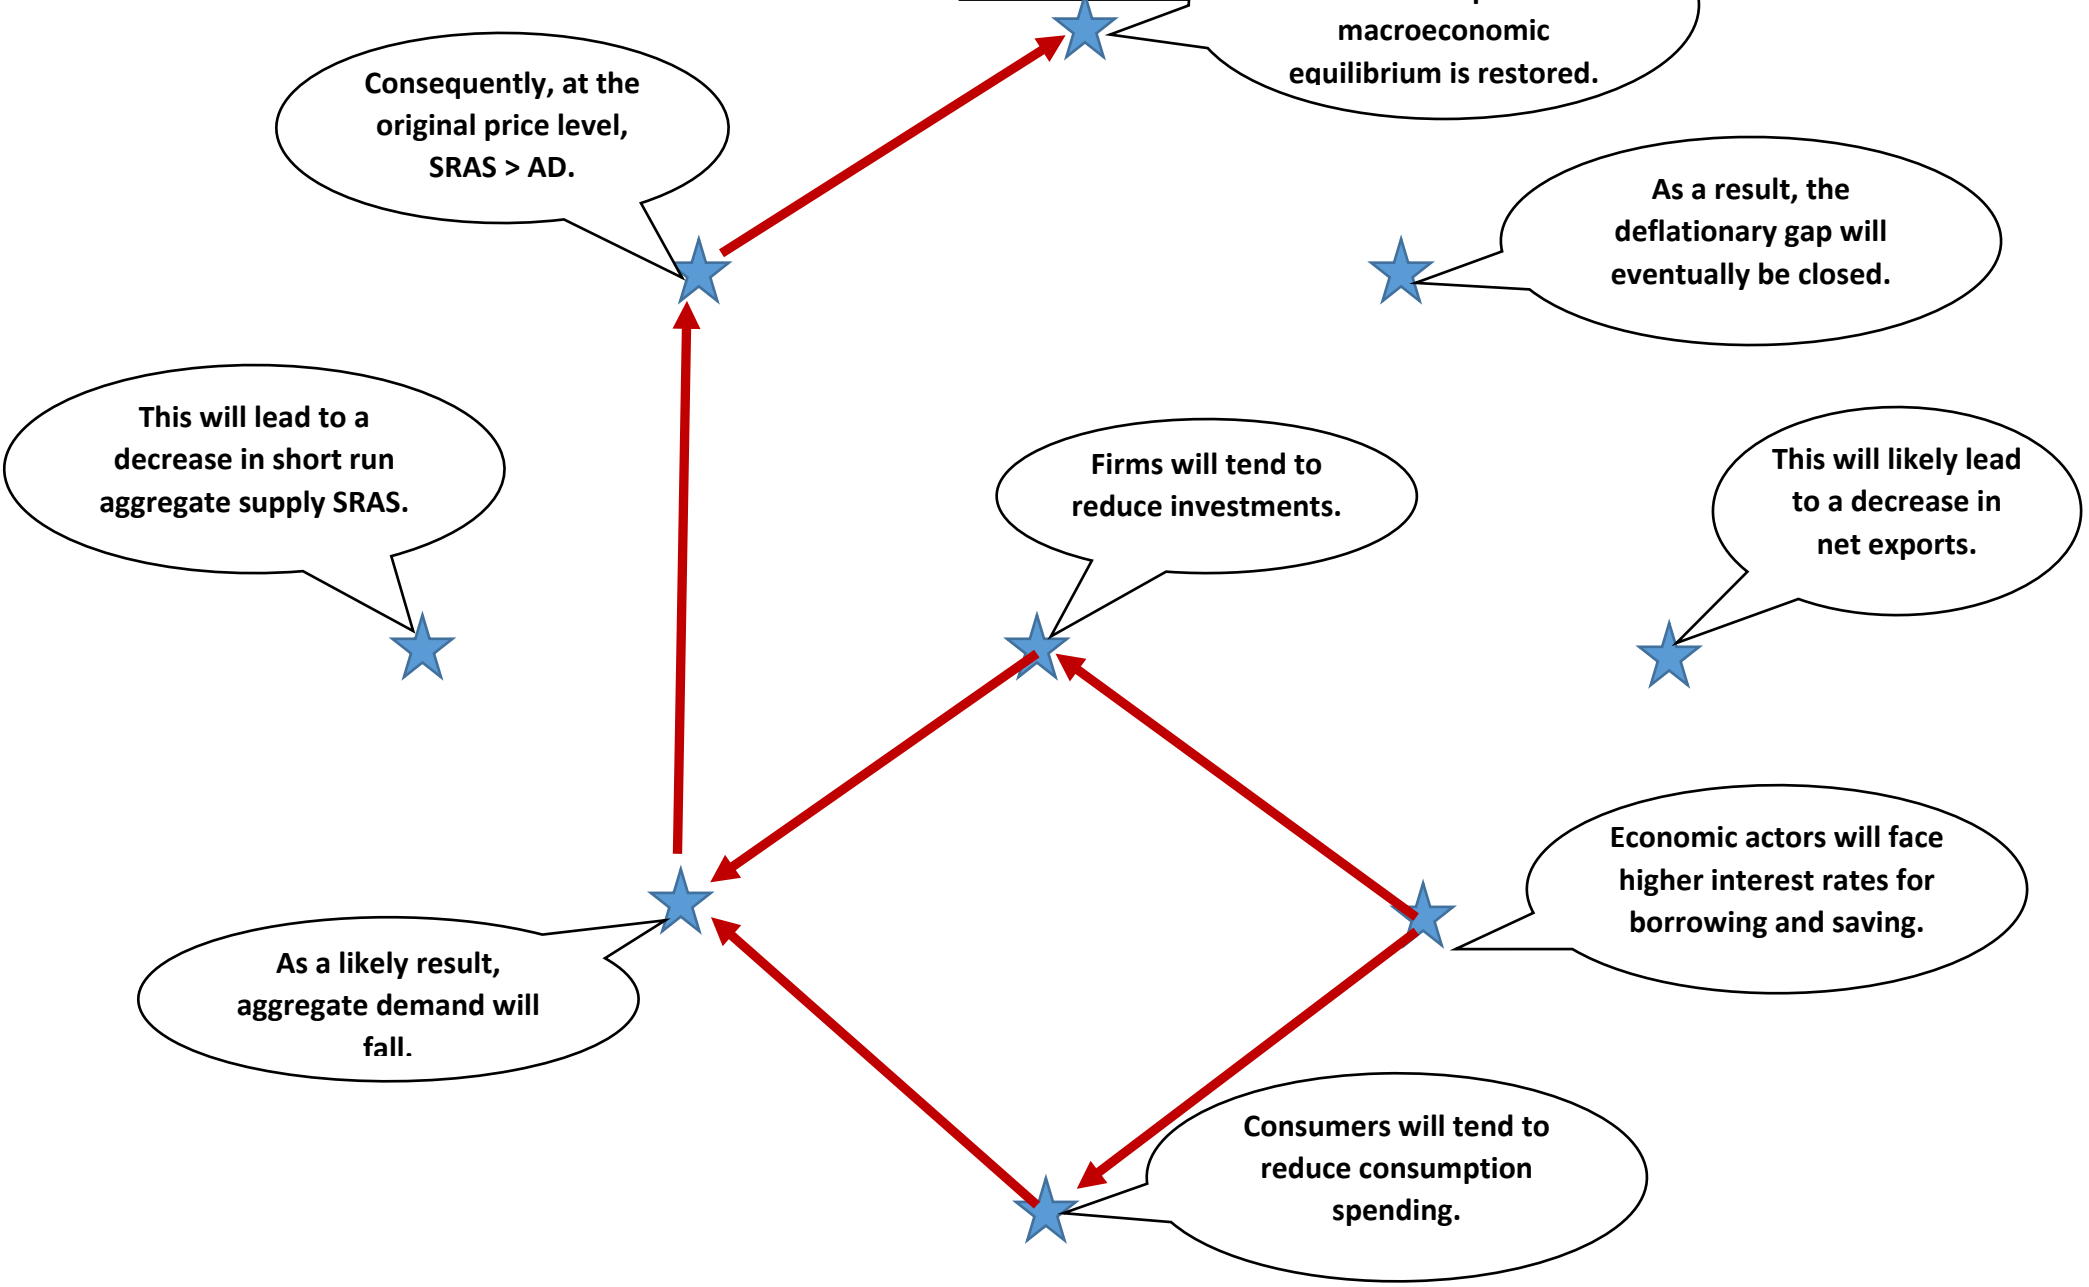 macroeconomic
equilibrium is restored.
Consequently, at the
original price level,
SRAS > AD.
As a result, the
deflationary gap will
eventually be closed.
This will lead to a
decrease in short run
aggregate supply SRAS.
Firms will tend to
reduce investments.
This will likely lead
to a decrease in
net exports.
Economic actors will face
higher interest rates for
borrowing and saving.
As a likely result,
aggregate demand will
fall.
Consumers will tend to
reduce consumption
spending.